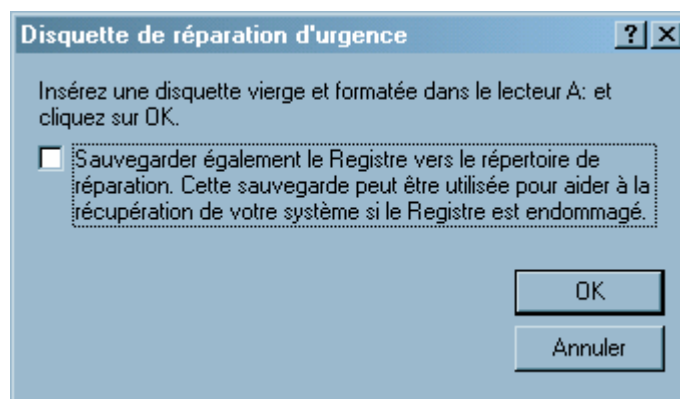 Disquette de réparation d'urgence
Insérez une disquette vierge et formatée dans le lecteur A: et
cliquez sur OK.
Sauvegarder également le Registre vers le répertoire de
réparation. Cette sauvegarde peut être utilisée pour aider à la
récupération de votre système si le Registre est endommagé.
OK
Annuler